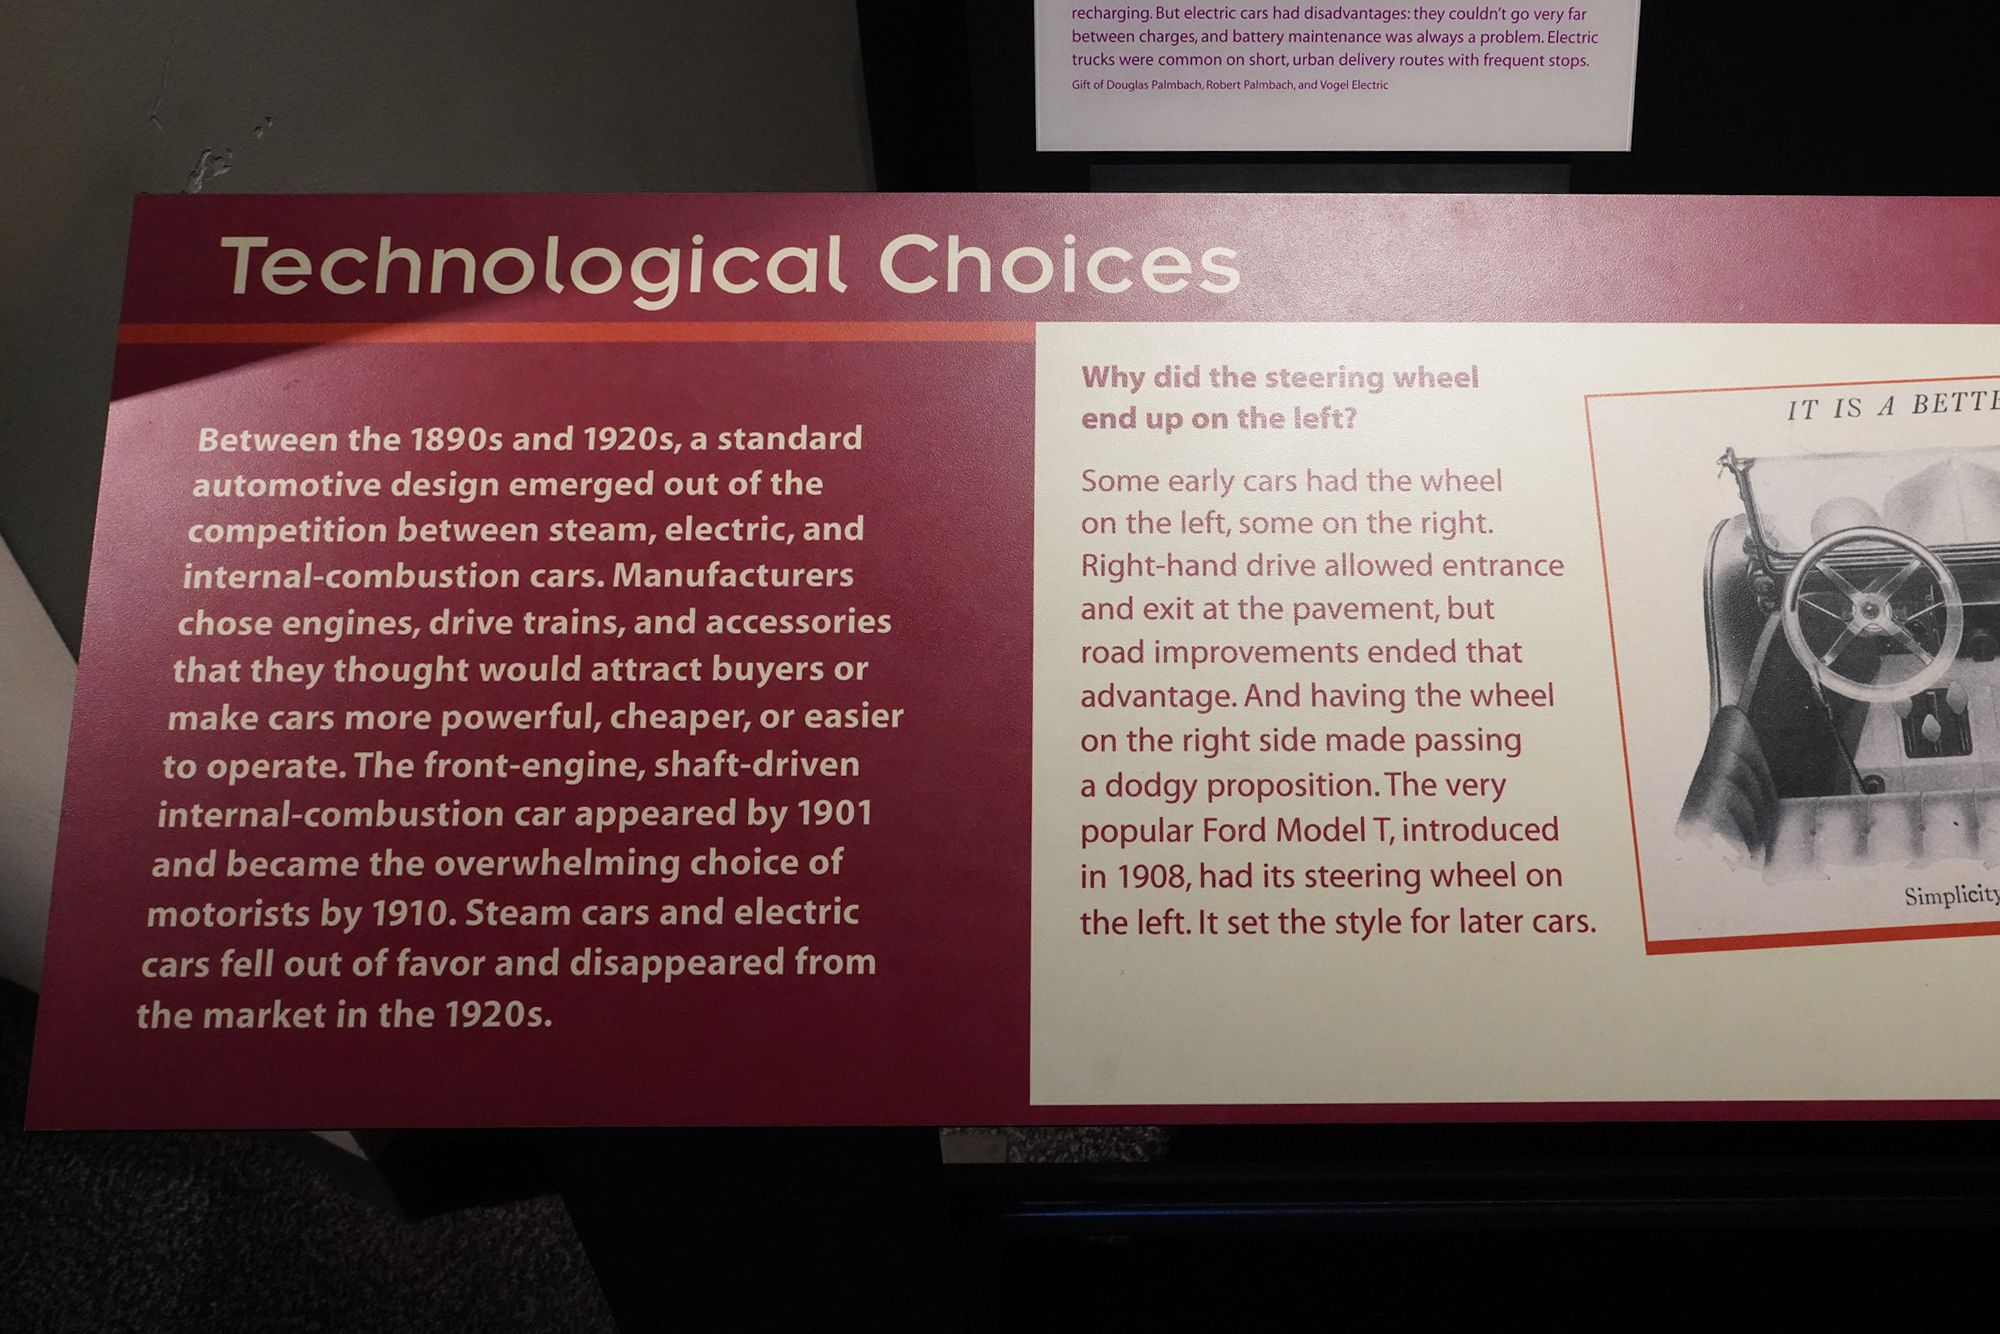 recharging. But electric cars had disadvantages: they couldn't go very far
between charges, and battery maintenance was always a problem. Electric
trucks were common on short, urban delivery routes with frequent stops.
Gift of Douglas Palmbach, Robert Palmbach, and Vogel Electric
Technological Choices
Between the 1890s and 1920s, a standard
automotive design emerged out of the
competition between steam, electric, and
internal-combustion cars. Manufacturers
chose engines, drive trains, and accessories
that they thought would attract buyers or
make cars more powerful, cheaper, or easier
to operate. The front-engine, shaft-driven
internal-combustion car appeared by 1901
and became the overwhelming choice of
motorists by 1910. Steam cars and electric
cars fell out of favor and disappeared from
the market in the 1920s.
Why did the steering wheel
end up on the left?
Some early cars had the wheel
on the left, some on the right.
Right-hand drive allowed entrance
and exit at the pavement, but
road improvements ended that
advantage. And having the wheel
on the right side made passing
a dodgy proposition. The very
popular Ford Model T, introduced
in 1908, had its steering wheel on
the left. It set the style for later cars.
IT IS A BETTE
Simplicity